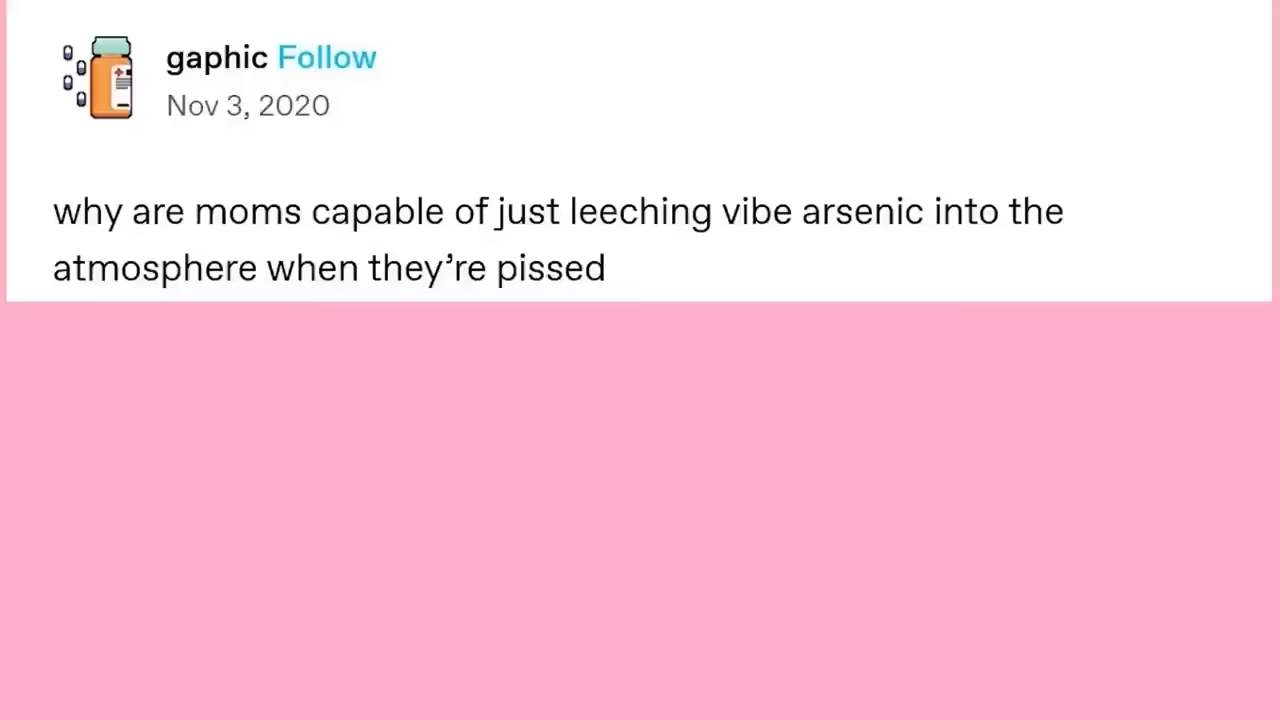 gaphic Follow
Nov 3, 2020
why are moms capable of just leeching vibe arsenic into the
atmosphere when they’re pissed